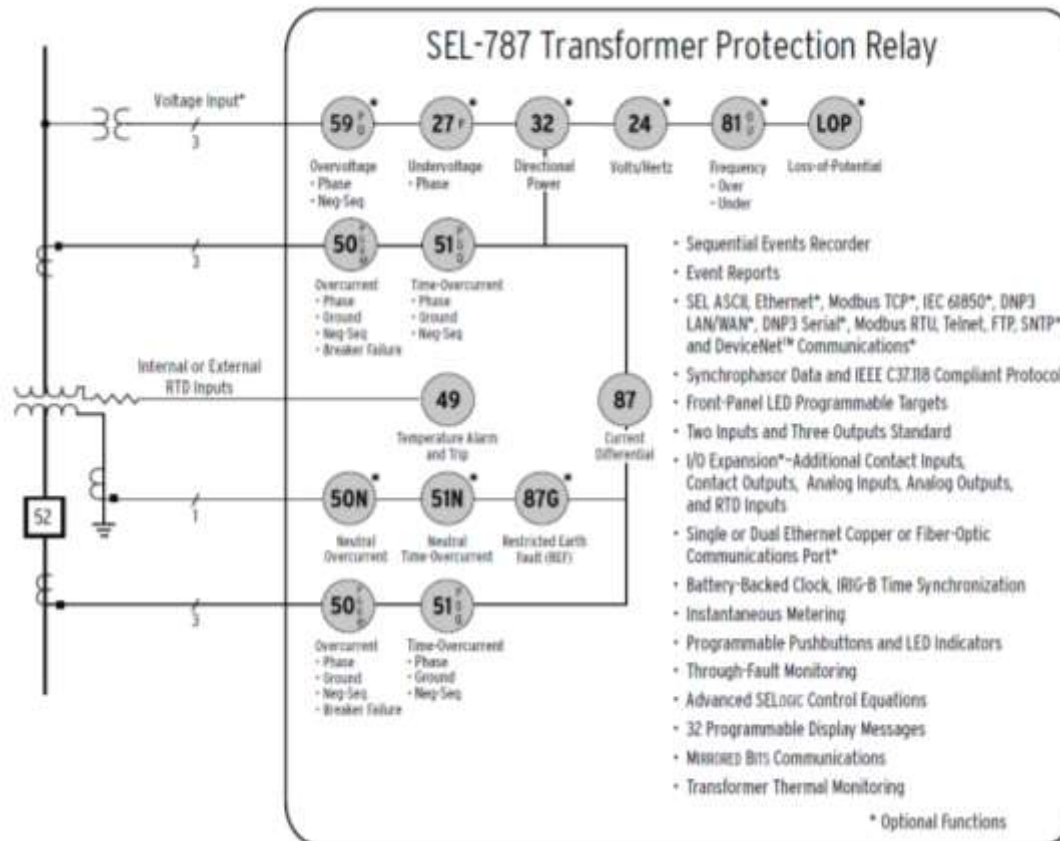 SEL-787 Transformer Protection Relay
Voltage Input*
3
59 P Q *
27 P *
32 *
24 *
81 O U *
LOP *
Overvoltage
• Phase
• Neg-Seq
Undervoltage
• Phase
Directional
Power
Volts/Hertz
Frequency
• Over
• Under
Loss-of-Potential
3
50
51
Overcurrent
• Phase
• Ground
• Neg-Seq
• Breaker Failure
Time-Overcurrent
• Phase
• Ground
• Neg-Seq
Internal or External
RTD Inputs
49
Temperature Alarm
and Trip
87
Current
Differential
52
1
50N *
51N *
87G *
Neutral
Overcurrent
Neutral
Time-Overcurrent
Restricted Earth
Fault (REF)
3
50
51
Overcurrent
• Phase
• Ground
• Neg-Seq
• Breaker Failure
Time-Overcurrent
• Phase
• Ground
• Neg-Seq
• Sequential Events Recorder
• Event Reports
• SEL ASCII, Ethernet*, Modbus TCP*, IEC 61850*, DNP3
LAN/WAN*, DNP3 Serial*, Modbus RTU, Telnet, FTP, SNTP*,
and DeviceNet™ Communications*
• Synchrophasor Data and IEEE C37.118 Compliant Protocol
• Front-Panel LED Programmable Targets
• Two Inputs and Three Outputs Standard
• I/O Expansion*–Additional Contact Inputs,
Contact Outputs, Analog Inputs, Analog Outputs,
and RTD Inputs
• Single or Dual Ethernet Copper or Fiber-Optic
Communications Port*
• Battery-Backed Clock, IRIG-B Time Synchronization
• Instantaneous Metering
• Programmable Pushbuttons and LED Indicators
• Through-Fault Monitoring
• Advanced SELOGIC Control Equations
• 32 Programmable Display Messages
• MIRRORED BITS Communications
• Transformer Thermal Monitoring
* Optional Functions